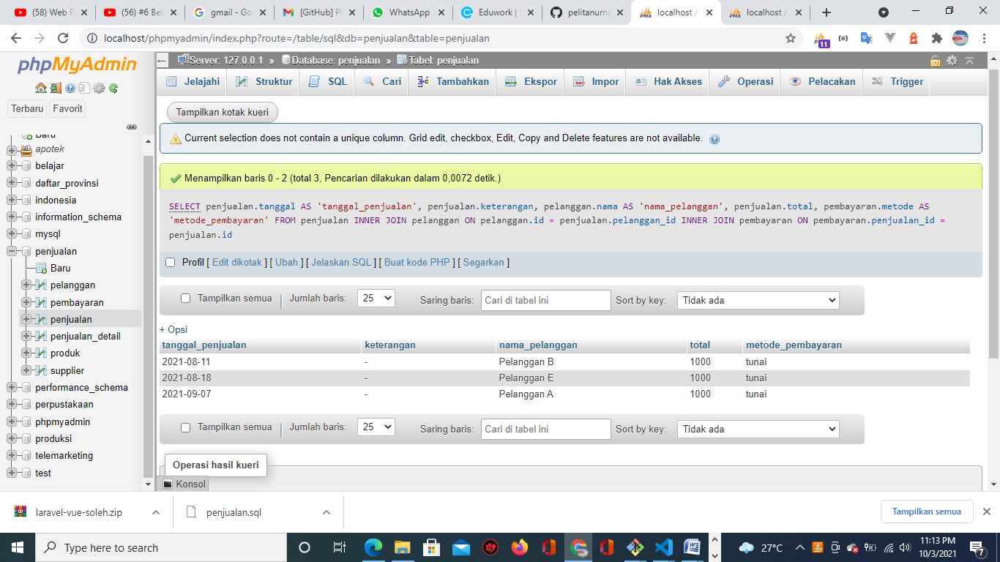 (58) Web P
(56) #6 Bel
gmail - Goo
[GitHub] Pl
WhatsApp
Eduwork | S
pelitanurna
localhost /
localhost /
localhost/phpmyadmin/index.php?route=/table/sql&db=penjualan&table=penjualan
11
phpMyAdmin
Terbaru Favorit
Baru
apotek
belajar
daftar_provinsi
indonesia
information_schema
mysql
penjualan
Baru
pelanggan
pembayaran
penjualan
penjualan_detail
produk
supplier
performance_schema
perpustakaan
phpmyadmin
produksi
telemarketing
test
Server: 127.0.0.1 » Database: penjualan » Tabel: penjualan
Jelajahi Struktur SQL Cari Tambahkan Ekspor Impor Hak Akses Operasi Pelacakan Trigger
Tampilkan kotak kueri
Current selection does not contain a unique column. Grid edit, checkbox, Edit, Copy and Delete features are not available.
Menampilkan baris 0 - 2 (total 3, Pencarian dilakukan dalam 0,0072 detik.)
SELECT penjualan.tanggal AS 'tanggal_penjualan', penjualan.keterangan, pelanggan.nama AS 'nama_pelanggan', penjualan.total, pembayaran.metode AS
'metode_pembayaran' FROM penjualan INNER JOIN pelanggan ON pelanggan.id = penjualan.pelanggan_id INNER JOIN pembayaran ON pembayaran.penjualan_id =
penjualan.id
Profil [ Edit dikotak ] [ Ubah ] [ Jelaskan SQL ] [ Buat kode PHP ] [ Segarkan ]
Tampilkan semua | Jumlah baris: 25 Saring baris: Cari di tabel ini Sort by key: Tidak ada
+ Opsi
tanggal_penjualan keterangan nama_pelanggan total metode_pembayaran
2021-08-11 - Pelanggan B 1000 tunai
2021-08-18 - Pelanggan E 1000 tunai
2021-09-07 - Pelanggan A 1000 tunai
Tampilkan semua | Jumlah baris: 25 Saring baris: Cari di tabel ini Sort by key: Tidak ada
Operasi hasil kueri
Konsol
laravel-vue-soleh.zip
penjualan.sql
Tampilkan semua
Type here to search
27°C
11:13 PM
10/3/2021
7